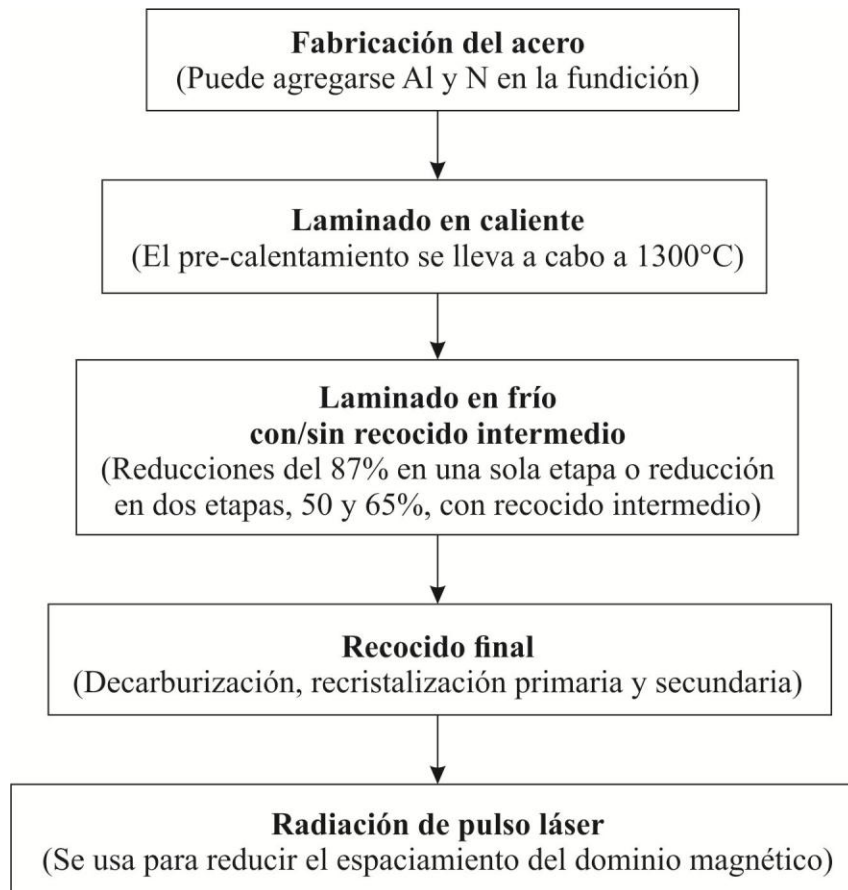 Fabricación del acero
(Puede agregarse Al y N en la fundición)
Laminado en caliente
(El pre-calentamiento se lleva a cabo a 1300°C)
Laminado en frío
con/sin recocido intermedio
(Reducciones del 87% en una sola etapa o reducción
en dos etapas, 50 y 65%, con recocido intermedio)
Recocido final
(Decarburización, recristalización primaria y secundaria)
Radiación de pulso láser
(Se usa para reducir el espaciamiento del dominio magnético)